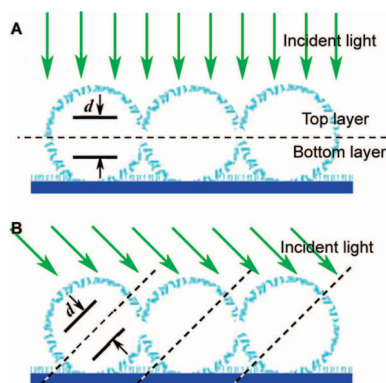 A
Incident light
d
Top layer
Bottom layer
B
Incident light
d